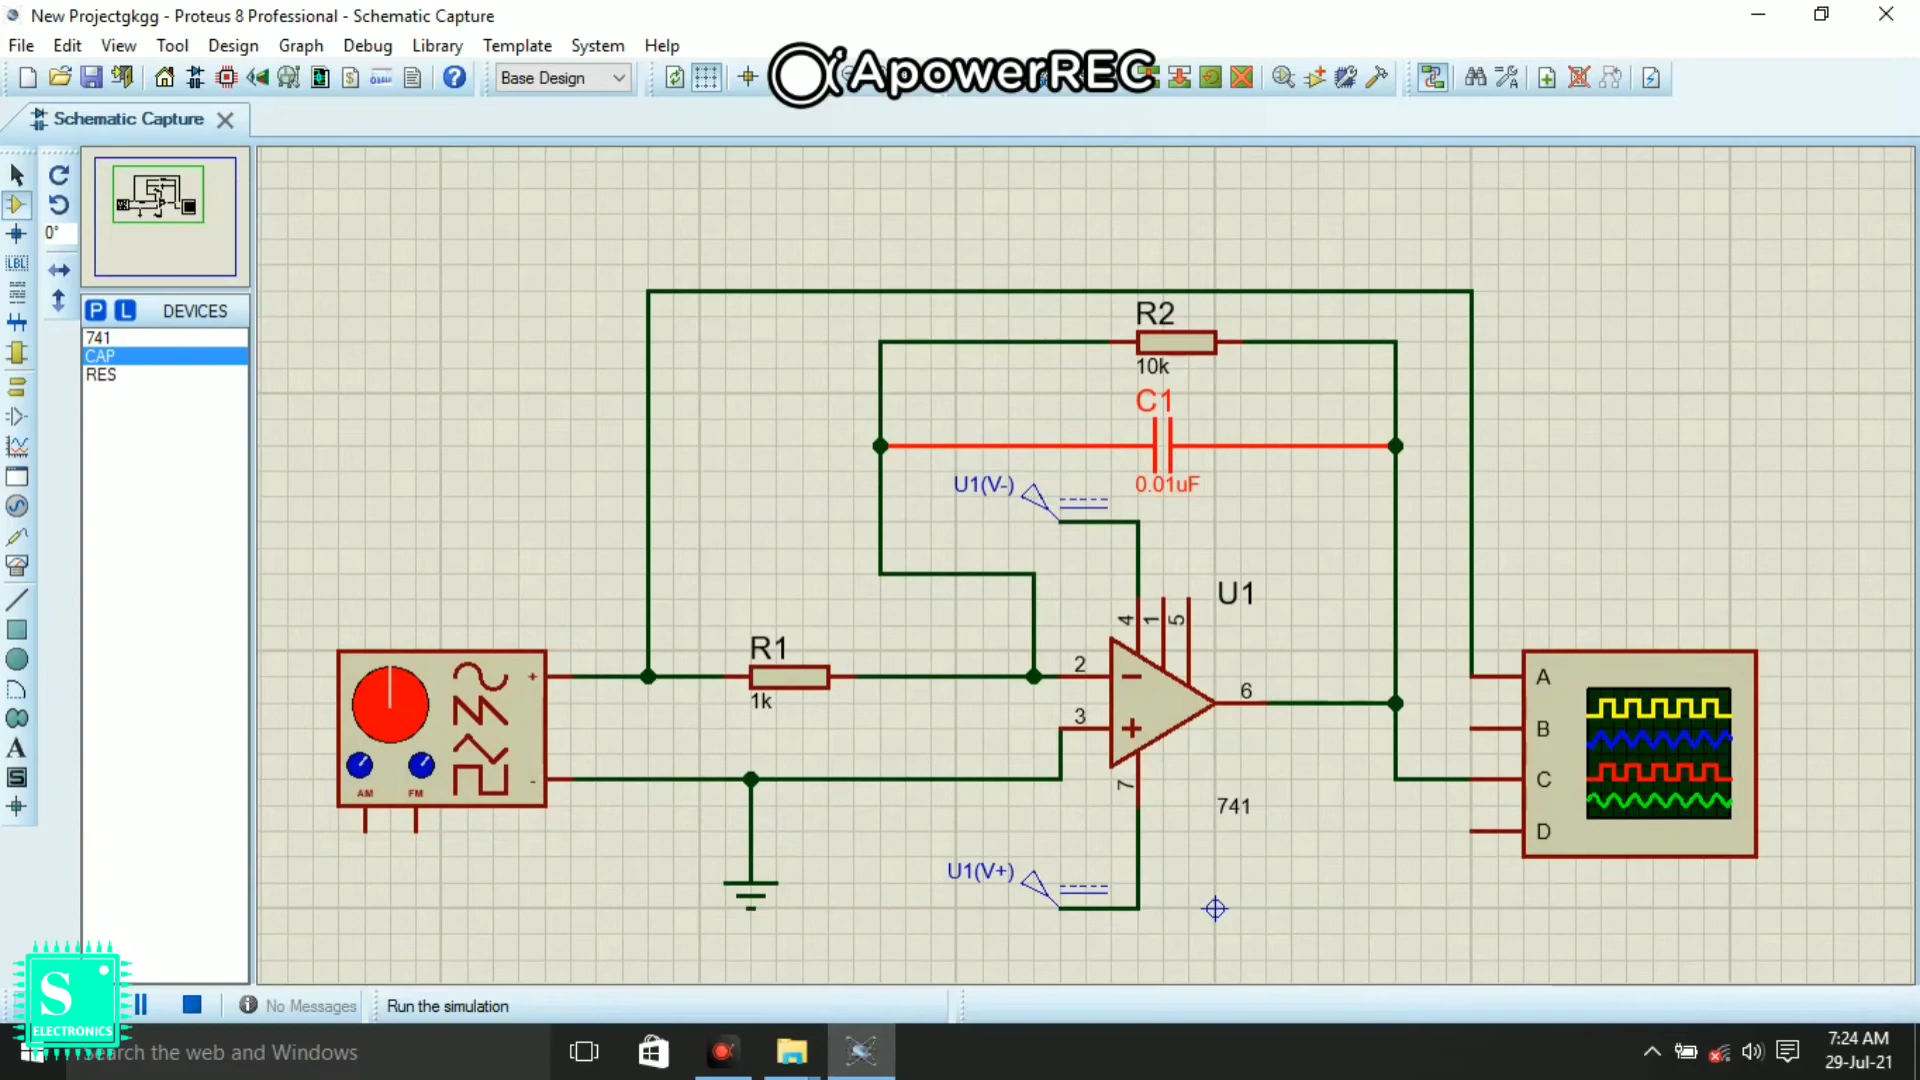 New Projectgkgg - Proteus 8 Professional - Schematic Capture
File Edit View Tool Design Graph Debug Library Template System Help
Base Design
ApowerREC
Schematic Capture
0°
LBL
P L DEVICES
741
CAP
RES
A
S
R2
10k
C1
0.01uF
U1(V-)
U1
4 1 5
R1
1k
2
3
6
7
741
U1(V+)
+
-
AM FM
A
B
C
D
S
ELECTRONICS
No Messages
Run the simulation
Search the web and Windows
7:24 AM
29-Jul-21